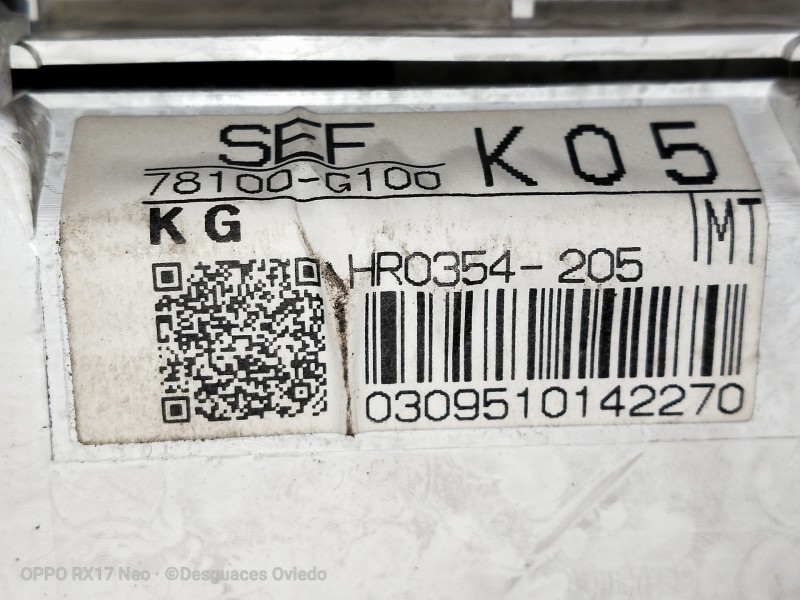 SEF K05
78100-G100
KG MT
HR0354-205
0309510142270
OPPO RX17 Neo · ©Desguaces Oviedo